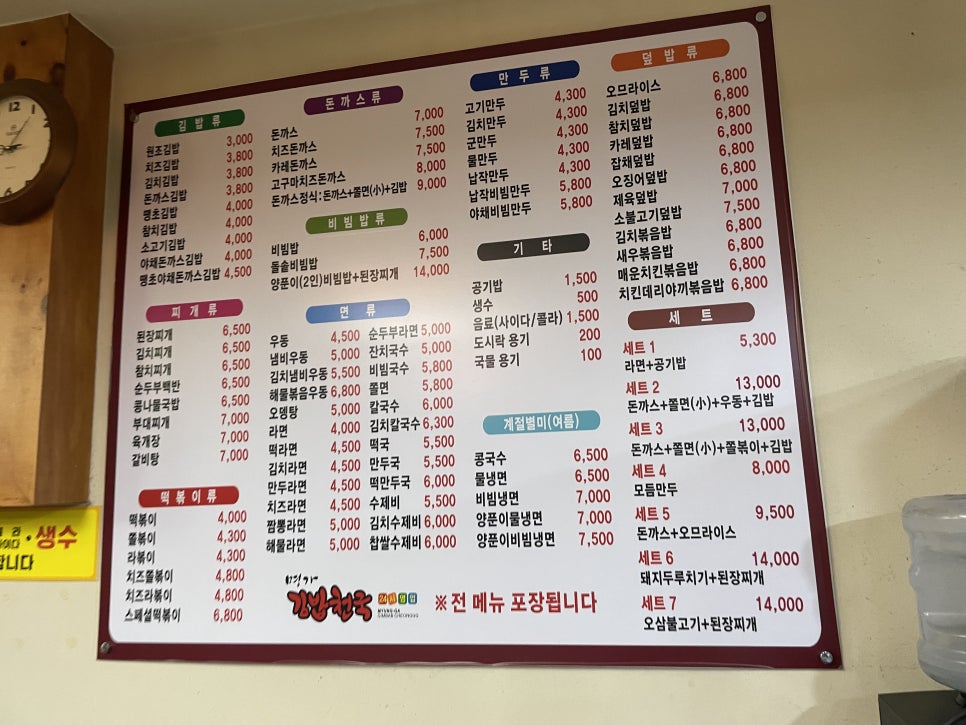 김 밥 류
원조김밥 3,000
치즈김밥 3,800
김치김밥 3,800
돈까스김밥 3,800
땡초김밥 4,000
참치김밥 4,000
소고기김밥 4,000
야채돈까스김밥 4,000
땡초야채돈까스김밥 4,500
찌 개 류
된장찌개 6,500
김치찌개 6,500
참치찌개 6,500
순두부백반 6,500
콩나물국밥 6,500
부대찌개 7,000
육개장 7,000
갈비탕 7,000
떡 볶 이 류
떡볶이 4,000
쫄볶이 4,300
라볶이 4,300
치즈쫄볶이 4,800
치즈라볶이 4,800
스페셜떡볶이 6,800
돈 까 스 류
돈까스 7,000
치즈돈까스 7,500
카레돈까스 7,500
고구마치즈돈까스 8,000
돈까스정식:돈까스+쫄면(小)+김밥 9,000
비 빔 밥 류
비빔밥 6,000
돌솥비빔밥 7,500
양푼이(2인)비빔밥+된장찌개 14,000
면 류
우동 4,500
냄비우동 5,000
김치냄비우동 5,500
해물볶음우동 6,800
오뎅탕 5,000
라면 4,000
떡라면 4,500
김치라면 4,500
만두라면 4,500
치즈라면 4,500
짬뽕라면 5,000
해물라면 5,000
순두부라면 5,000
잔치국수 5,000
비빔국수 5,800
쫄면 5,800
칼국수 6,000
김치칼국수 6,300
떡국 5,500
만두국 5,500
떡만두국 6,000
수제비 5,500
김치수제비 6,000
찹쌀수제비 6,000
만 두 류
고기만두 4,300
김치만두 4,300
군만두 4,300
물만두 4,300
납작만두 4,300
납작비빔만두 5,800
야채비빔만두 5,800
기 타
공기밥 1,500
생수 500
음료(사이다/콜라) 1,500
도시락 용기 200
국물 용기 100
계절별미(여름)
콩국수 6,500
물냉면 6,500
비빔냉면 7,000
양푼이물냉면 7,000
양푼이비빔냉면 7,500
덮 밥 류
오므라이스 6,800
김치덮밥 6,800
참치덮밥 6,800
카레덮밥 6,800
잡채덮밥 6,800
오징어덮밥 6,800
제육덮밥 7,000
소불고기덮밥 7,500
김치볶음밥 6,800
새우볶음밥 6,800
매운치킨볶음밥 6,800
치킨데리야끼볶음밥 6,800
세 트
세트 1 5,300
라면+공기밥
세트 2 13,000
돈까스+쫄면(小)+우동+김밥
세트 3 13,000
돈까스+쫄면(小)+쫄볶이+김밥
세트 4 8,000
모듬만두
세트 5 9,500
돈까스+오므라이스
세트 6 14,000
돼지두루치기+된장찌개
세트 7 14,000
오삼불고기+된장찌개
명가
김밥천국
24시 영업
MYUNG-GA
GIMBAB CHEONGUG
※전 메뉴 포장됩니다
·생수
12